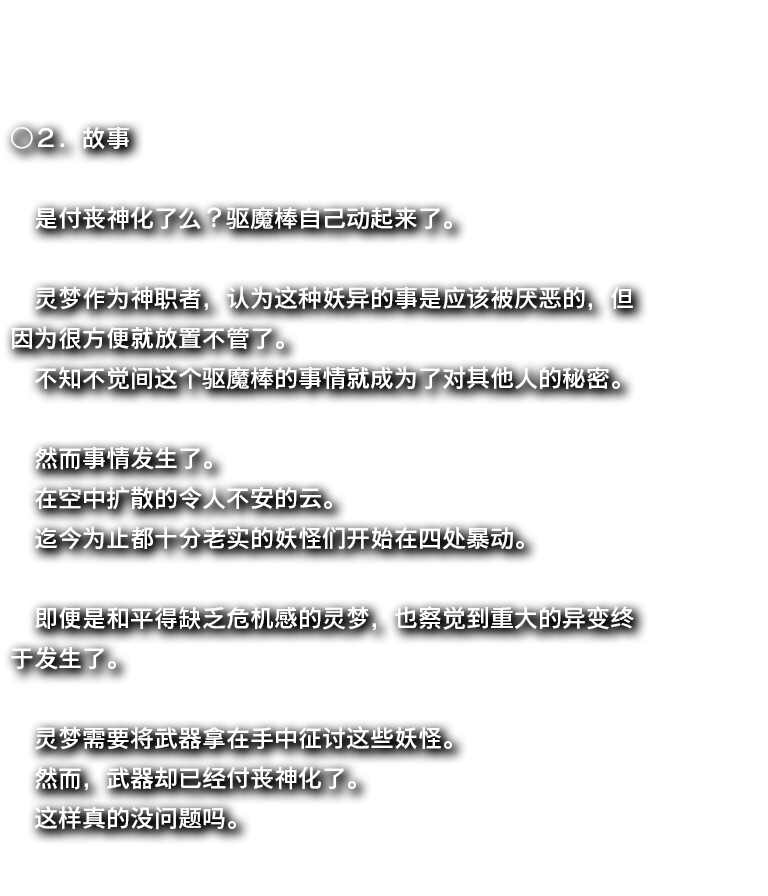 ○２．故事
是付丧神化了么？驱魔棒自己动起来了。
灵梦作为神职者，认为这种妖异的事是应该被厌恶的，但
因为很方便就放置不管了。
不知不觉间这个驱魔棒的事情就成为了对其他人的秘密。
然而事情发生了。
在空中扩散的令人不安的云。
迄今为止都十分老实的妖怪们开始在四处暴动。
即便是和平得缺乏危机感的灵梦，也察觉到重大的异变终
于发生了。
灵梦需要将武器拿在手中征讨这些妖怪。
然而，武器却已经付丧神化了。
这样真的没问题吗。